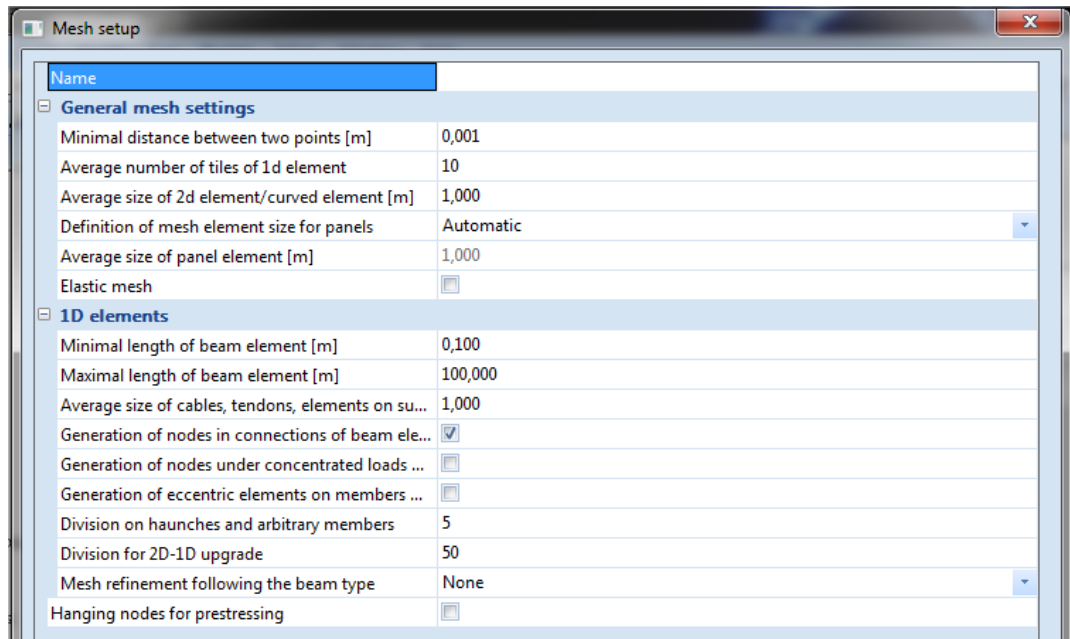 Mesh setup
Name
General mesh settings
Minimal distance between two points [m] 0,001
Average number of tiles of 1d element 10
Average size of 2d element/curved element [m] 1,000
Definition of mesh element size for panels Automatic
Average size of panel element [m] 1,000
Elastic mesh
1D elements
Minimal length of beam element [m] 0,100
Maximal length of beam element [m] 100,000
Average size of cables, tendons, elements on su... 1,000
Generation of nodes in connections of beam ele...
Generation of nodes under concentrated loads ...
Generation of eccentric elements on members ...
Division on haunches and arbitrary members 5
Division for 2D-1D upgrade 50
Mesh refinement following the beam type None
Hanging nodes for prestressing